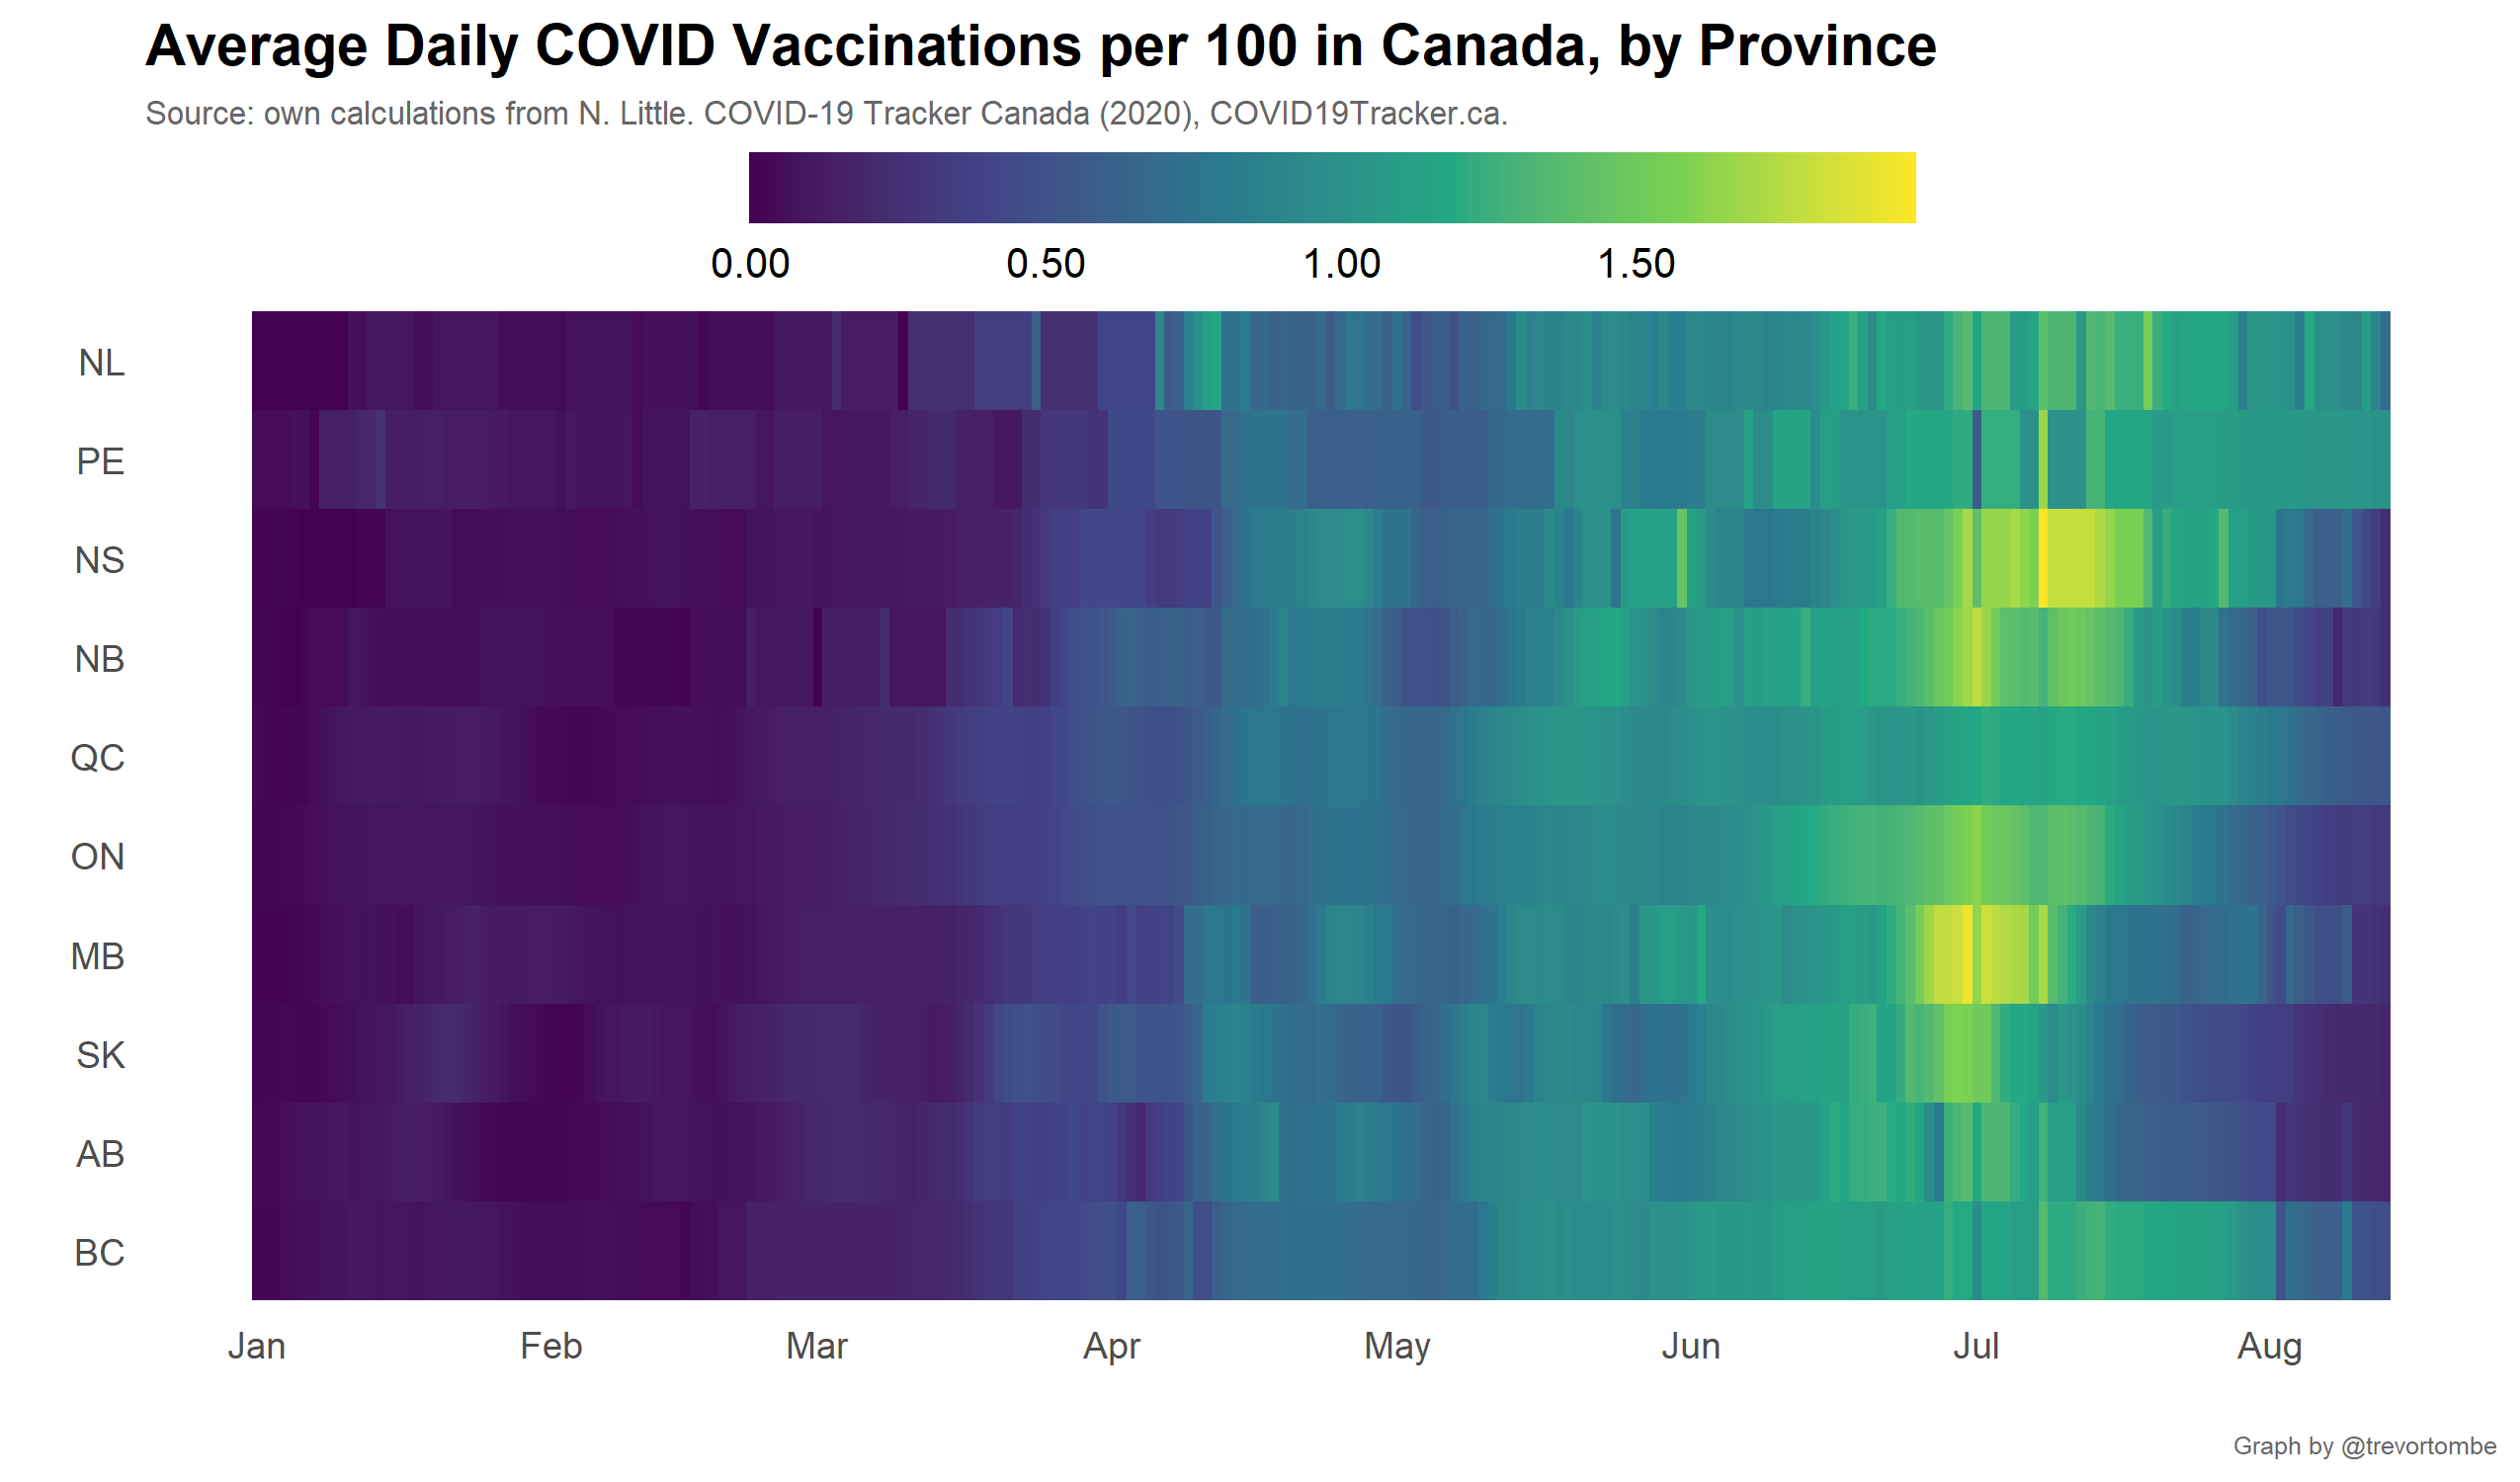 Average Daily COVID Vaccinations per 100 in Canada, by Province
Source: own calculations from N. Little. COVID-19 Tracker Canada (2020), COVID19Tracker.ca.
0.00 0.50 1.00 1.50
NL
PE
NS
NB
QC
ON
MB
SK
AB
BC
Jan Feb Mar Apr May Jun Jul Aug
Graph by @trevortombe